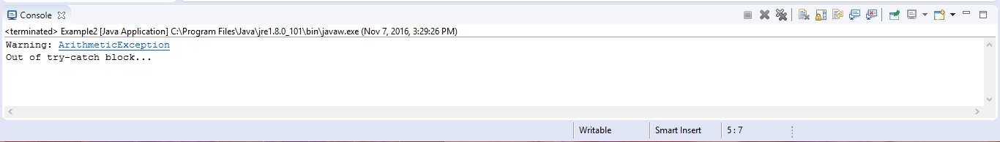 Console
<terminated> Example2 [Java Application] C:\Program Files\Java\jre1.8.0_101\bin\javaw.exe (Nov 7, 2016, 3:29:26 PM)
Warning: ArithmeticException
Out of try-catch block...
Writable Smart Insert 5 : 7